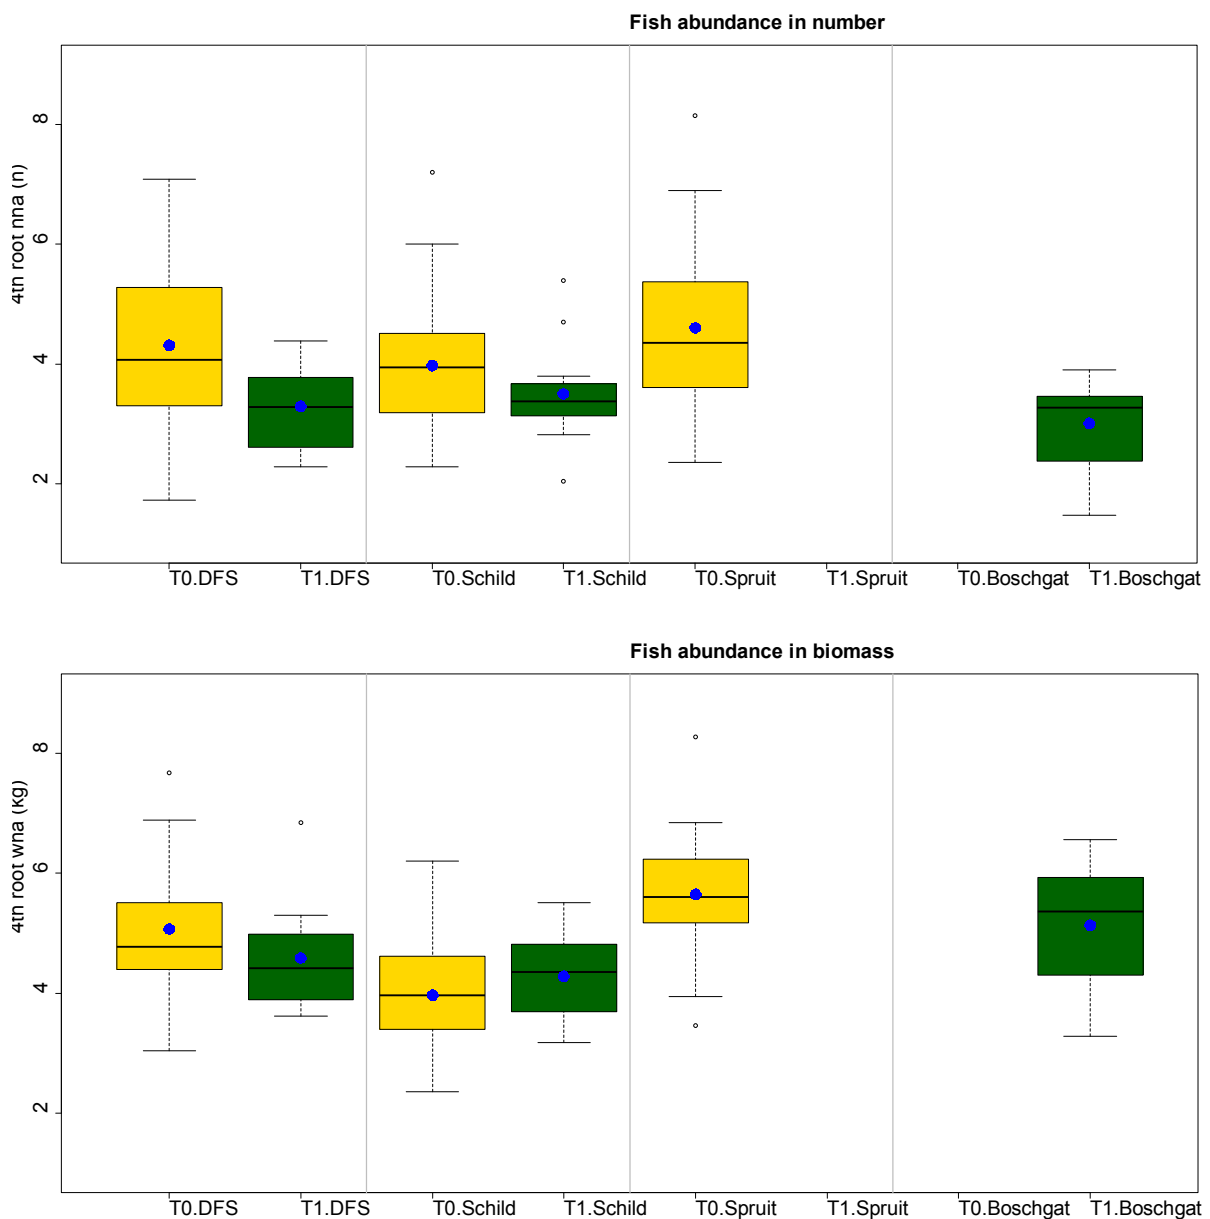 Fish abundance in number
4tn root nna (n)
8
6
4
2
T0.DFS T1.DFS T0.Schild T1.Schild T0.Spruit T1.Spruit T0.Boschgat T1.Boschgat
Fish abundance in biomass
4tn root wna (kg)
8
6
4
2
T0.DFS T1.DFS T0.Schild T1.Schild T0.Spruit T1.Spruit T0.Boschgat T1.Boschgat